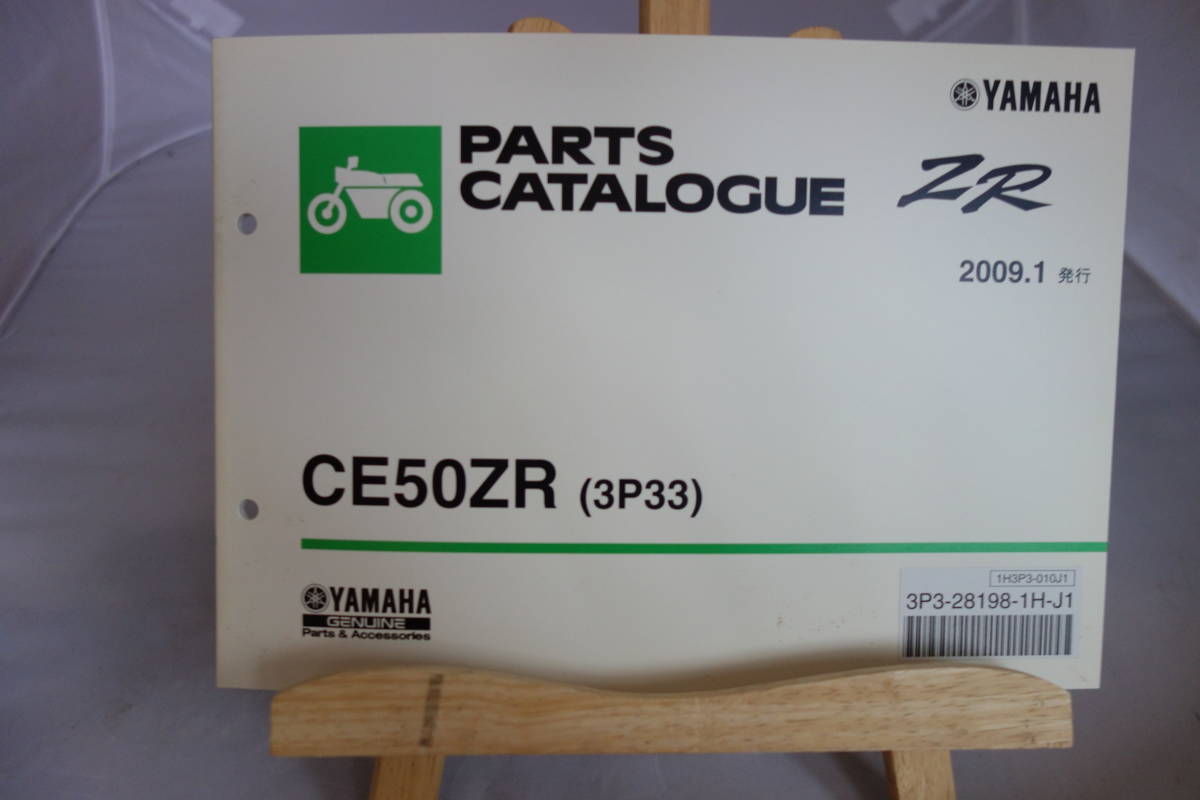 YAMAHA
PARTS
CATALOGUE
ZR
2009.1 発行
CE50ZR (3P33)
YAMAHA
GENUINE
Parts & Accessories
1H3P3-010J1
3P3-28198-1H-J1